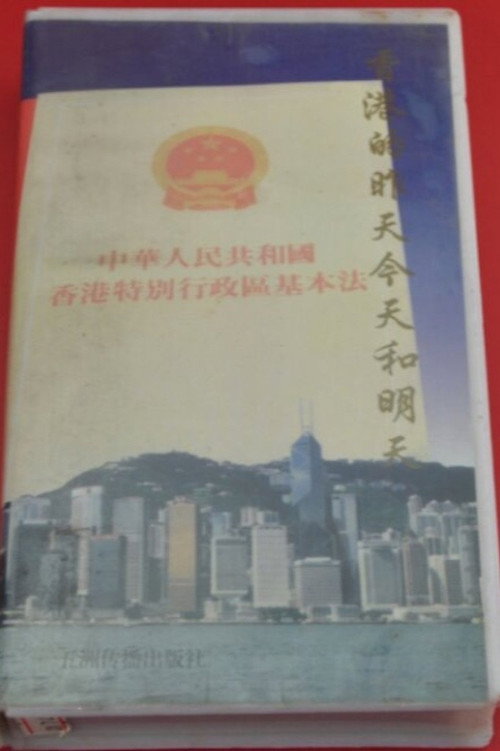 香港的昨天今天和明天
中華人民共和國
香港特別行政區基本法
五洲传播出版社